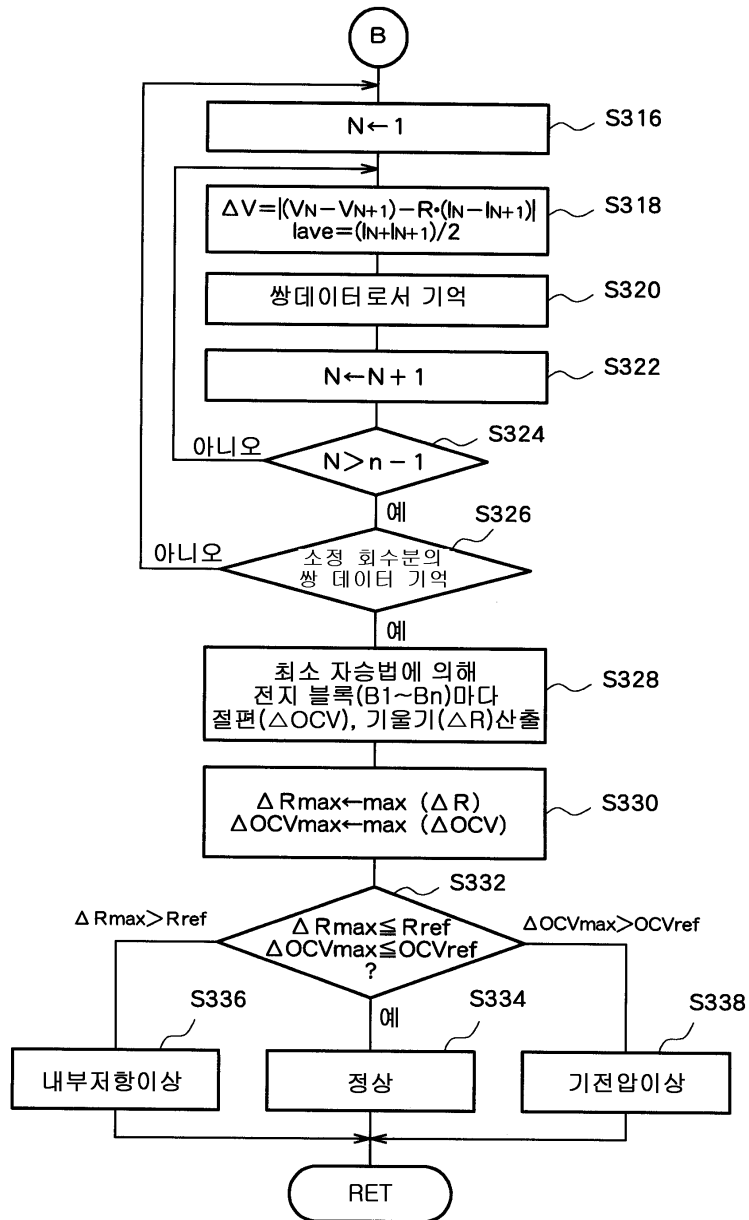 B
N←1
S316
ΔV=|(VN−VN+1)−R•(IN−IN+1)|
Iave=(IN+IN+1)/2
S318
쌍데이터로서 기억
S320
N←N+1
S322
아니오
N>n−1
S324
예
아니오
소정 회수분의
쌍 데이터 기억
S326
예
최소 자승법에 의해
전지 블록(B1~Bn)마다
절편(△OCV), 기울기(△R)산출
S328
ΔRmax←max (ΔR)
ΔOCVmax←max (ΔOCV)
S330
S332
ΔRmax>Rref
ΔRmax≦Rref
ΔOCVmax≦OCVref
?
ΔOCVmax>OCVref
예
S336
내부저항이상
S334
정상
S338
기전압이상
RET